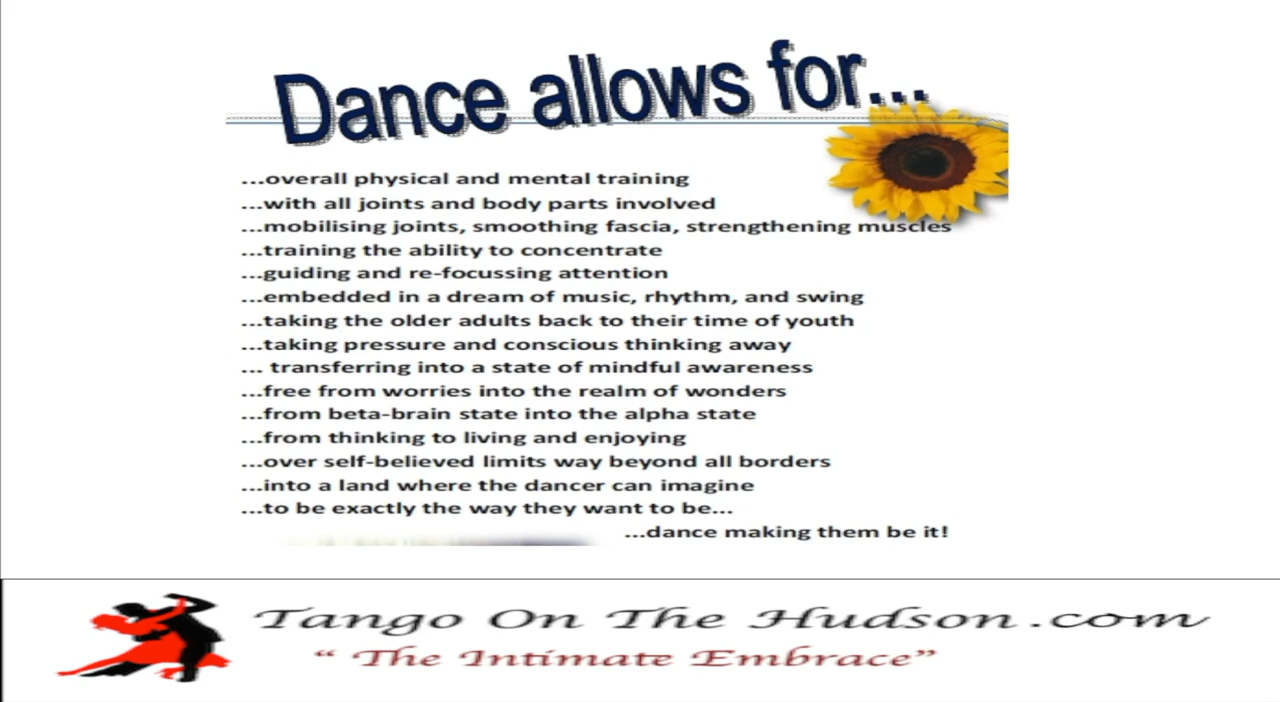 Dance allows for...
...overall physical and mental training
...with all joints and body parts involved
...mobilising joints, smoothing fascia, strengthening muscles
...training the ability to concentrate
...guiding and re-focussing attention
...embedded in a dream of music, rhythm, and swing
...taking the older adults back to their time of youth
...taking pressure and conscious thinking away
... transferring into a state of mindful awareness
...free from worries into the realm of wonders
...from beta-brain state into the alpha state
...from thinking to living and enjoying
...over self-believed limits way beyond all borders
...into a land where the dancer can imagine
...to be exactly the way they want to be...
...dance making them be it!
Tango On The Hudson.com
“ The Intimate Embrace”